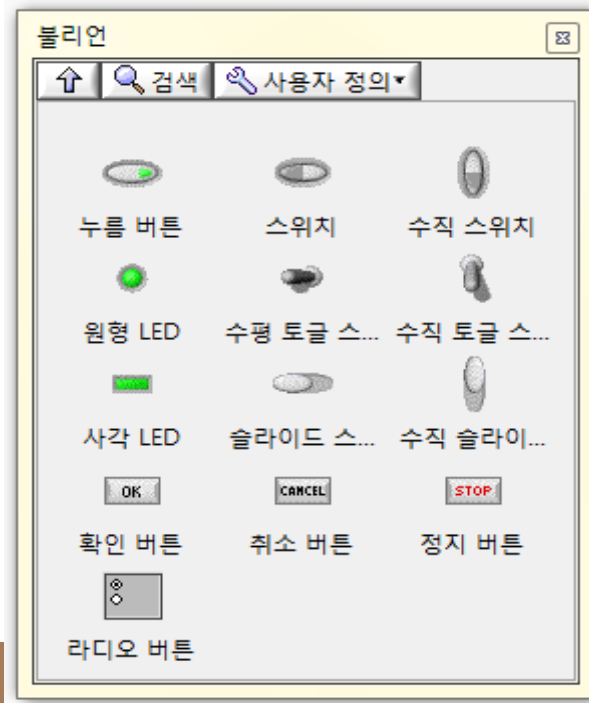 불리언
검색 사용자 정의
누름 버튼 스위치 수직 스위치
원형 LED 수평 토글 스... 수직 토글 스...
사각 LED 슬라이드 스... 수직 슬라이...
OK CANCEL STOP
확인 버튼 취소 버튼 정지 버튼
라디오 버튼